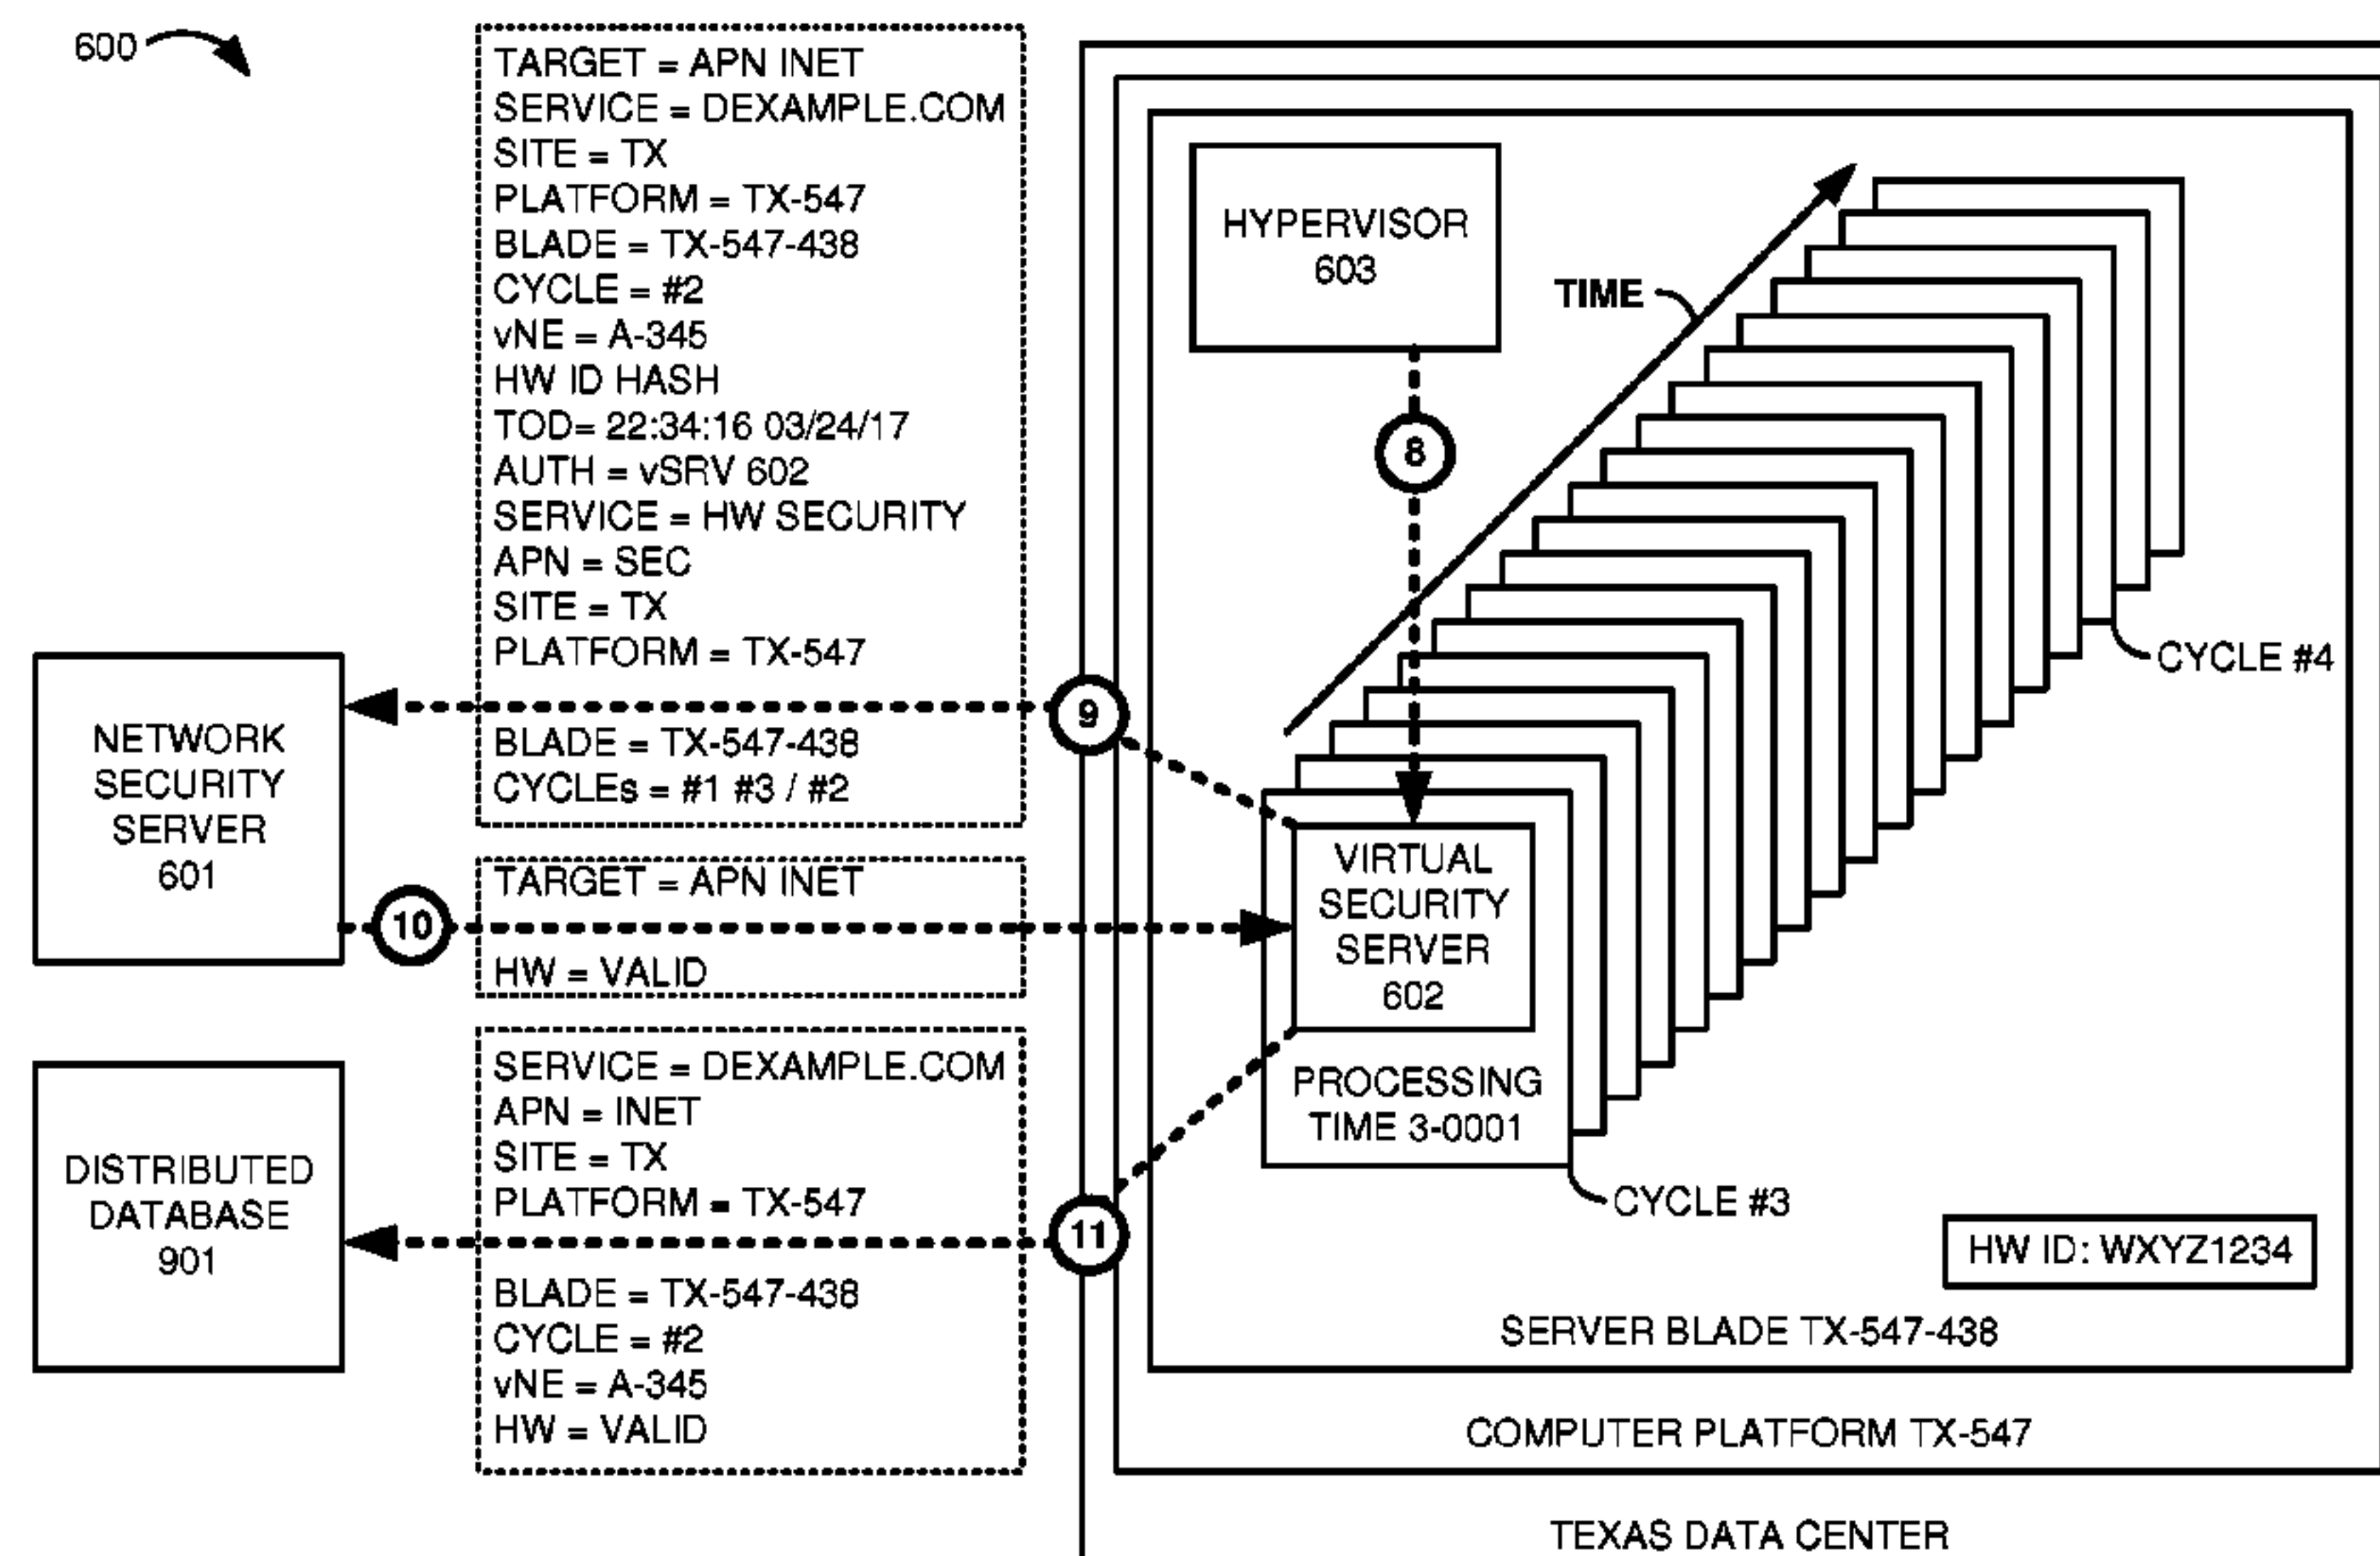 600
TARGET = APN INET
SERVICE = DEXAMPLE.COM
SITE = TX
PLATFORM = TX-547
BLADE = TX-547-438
CYCLE = #2
vNE = A-345
HW ID HASH
TOD= 22:34:16 03/24/17
AUTH = vSRV 602
SERVICE = HW SECURITY
APN = SEC
SITE = TX
PLATFORM = TX-547
BLADE = TX-547-438
CYCLEs = #1 #3 / #2
9
NETWORK
SECURITY
SERVER
601
10
TARGET = APN INET
HW = VALID
DISTRIBUTED
DATABASE
901
SERVICE = DEXAMPLE.COM
APN = INET
SITE = TX
PLATFORM = TX-547
BLADE = TX-547-438
CYCLE = #2
vNE = A-345
HW = VALID
11
HYPERVISOR
603
TIME
8
CYCLE #4
VIRTUAL
SECURITY
SERVER
602
PROCESSING
TIME 3-0001
CYCLE #3
HW ID: WXYZ1234
SERVER BLADE TX-547-438
COMPUTER PLATFORM TX-547
TEXAS DATA CENTER